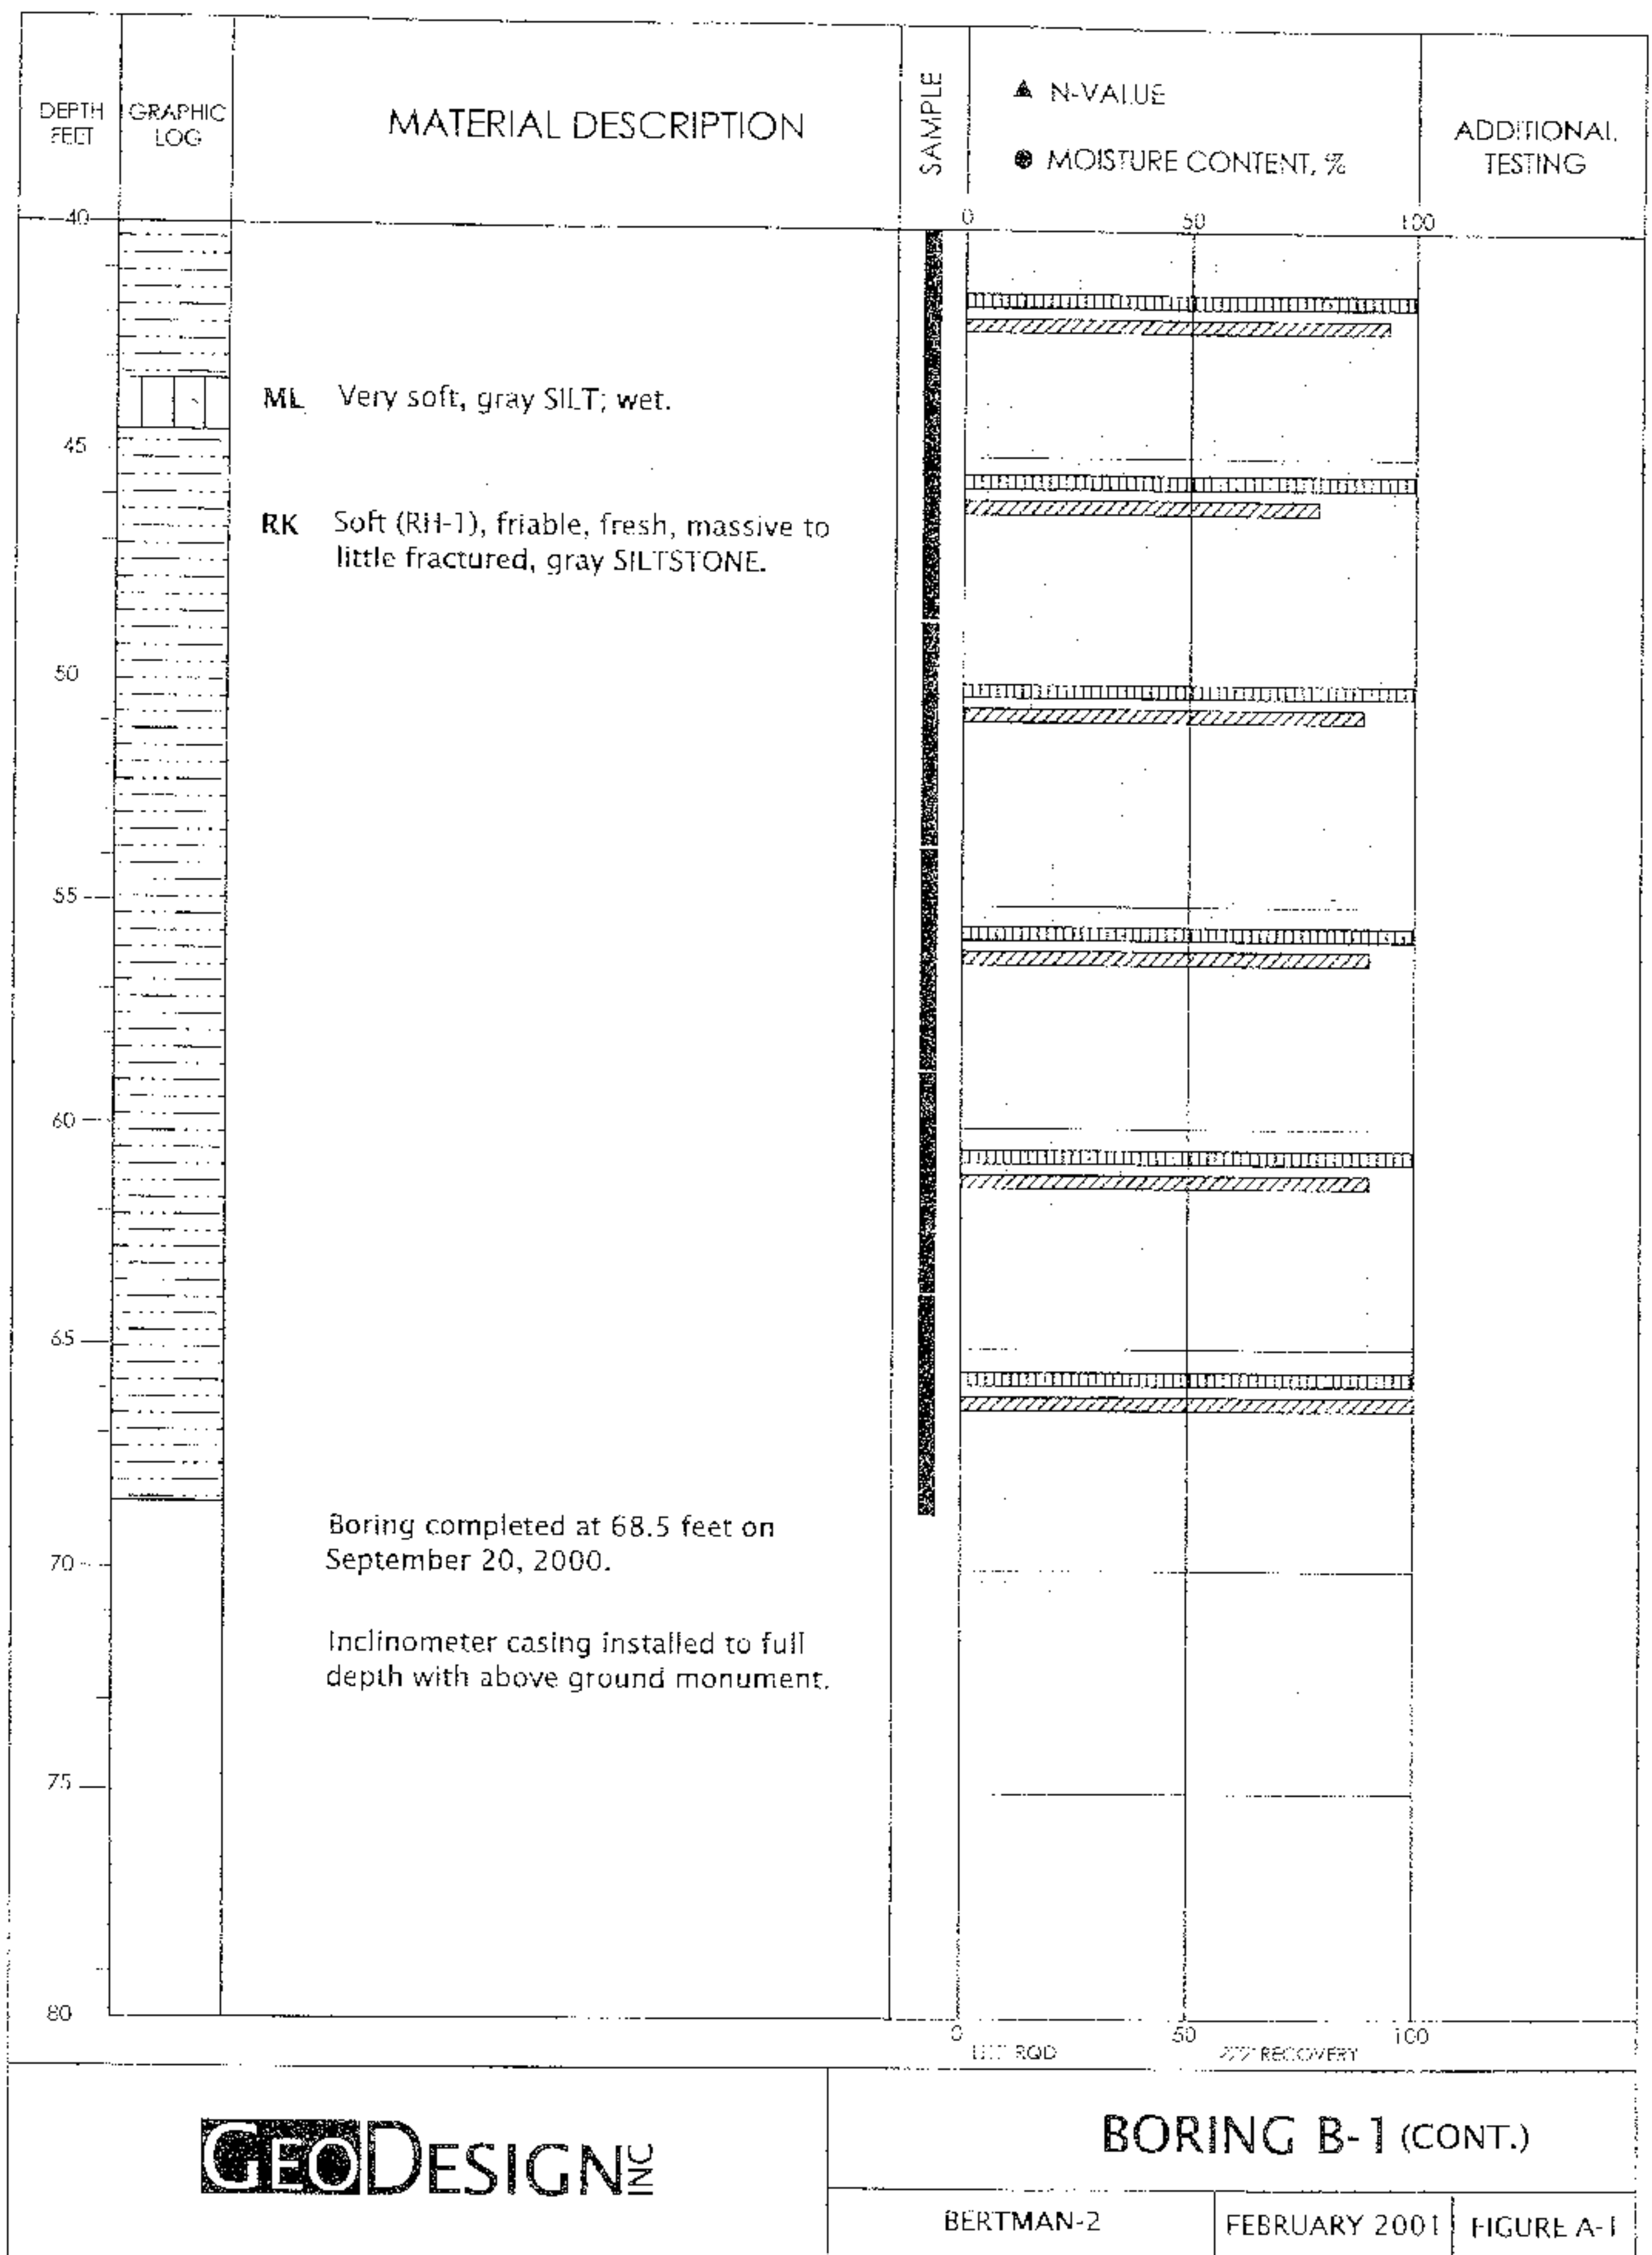 DEPTH
FEET
GRAPHIC
LOG
MATERIAL DESCRIPTION
SAMPLE
▲ N-VALUE
● MOISTURE CONTENT, %
ADDITIONAL
TESTING
0 50 100
40
ML Very soft, gray SILT; wet.
45
RK Soft (RH-1), friable, fresh, massive to
little fractured, gray SILTSTONE.
50
55
60
65
Boring completed at 68.5 feet on
September 20, 2000.
70
Inclinometer casing installed to full
depth with above ground monument.
75
80
0 50 100
RQD RECOVERY
GEODESIGN INC
BORING B-1 (CONT.)
BERTMAN-2
FEBRUARY 2001
FIGURE A-1